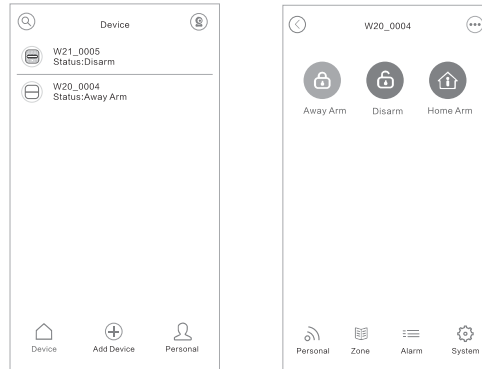 Device
W21_0005
Status:Disarm
W20_0004
Status:Away Arm
Device
Add Device
Personal
W20_0004
Away Arm
Disarm
Home Arm
Personal
Zone
Alarm
System